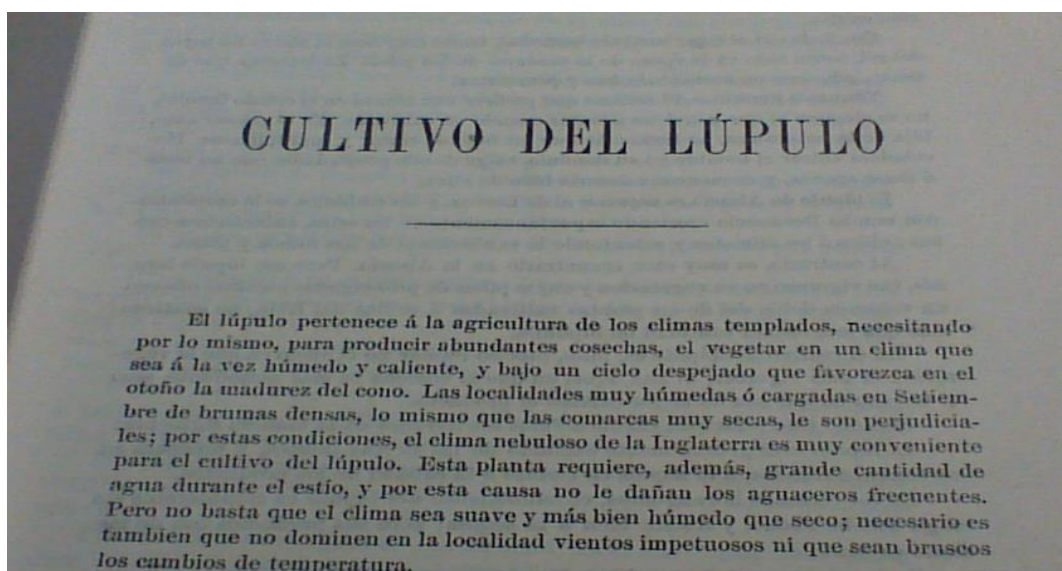 CULTIVO DEL LÚPULO
El lúpulo pertenece á la agricultura de los climas templados, necesitando
por lo mismo, para producir abundantes cosechas, el vegetar en un clima que
sea á la vez húmedo y caliente, y bajo un cielo despejado que favorezca en el
otoño la madurez del cono. Las localidades muy húmedas ó cargadas en Setiem-
bre de brumas densas, lo mismo que las comarcas muy secas, le son perjudicia-
les; por estas condiciones, el clima nebuloso de la Inglaterra es muy conveniente
para el cultivo del lúpulo. Esta planta requiere, además, grande cantidad de
agua durante el estío, y por esta causa no le dañan los aguaceros frecuentes.
Pero no basta que el clima sea suave y más bien húmedo que seco; necesario es
tambien que no dominen en la localidad vientos impetuosos ni que sean bruscos
los cambios de temperatura.